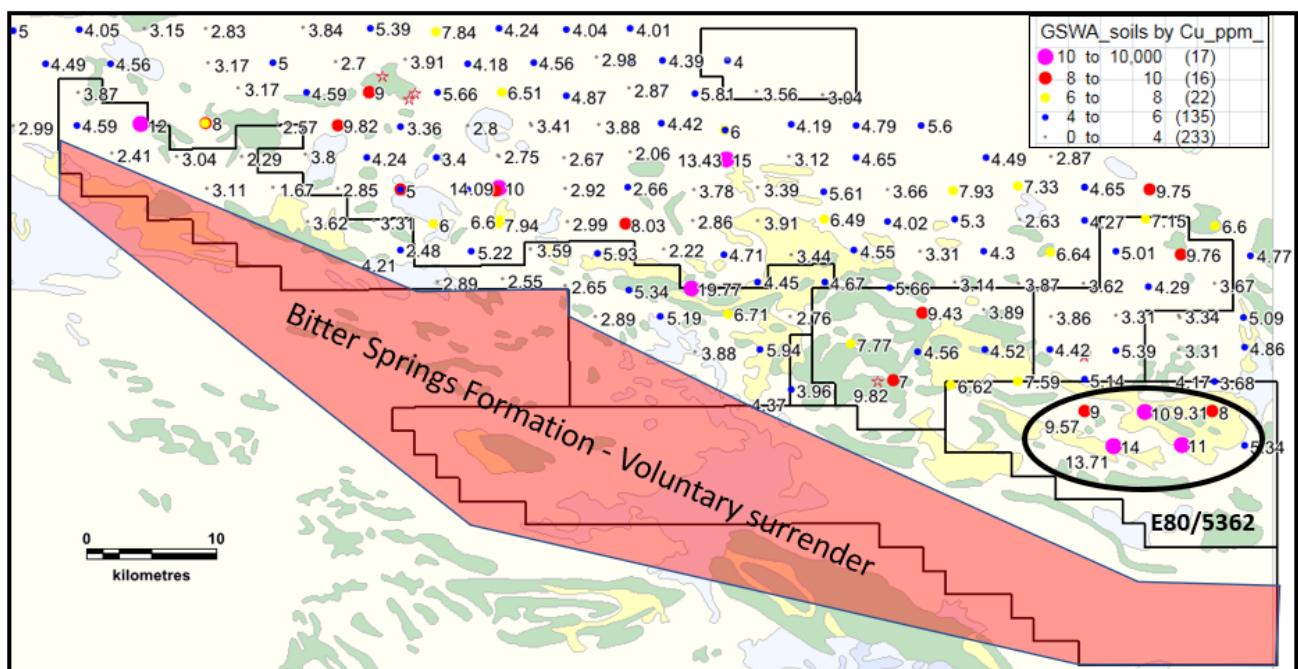 GSWA_soils by Cu_ppm_
10 to 10,000 (17)
8 to 10 (16)
6 to 8 (22)
4 to 6 (135)
0 to 4 (233)
5 4.05 3.15 2.83 3.84 5.39 7.84 4.24 4.04 4.01
4.49 4.56 3.17 5 2.7 3.91 4.18 4.56 2.98 4.39 4
3.87 3.17 4.59 9 5.66 6.51 4.87 2.87 5.81 3.56 3.04
2.99 4.59 12 8 2.57 9.82 3.36 2.8 3.41 3.88 4.42 6 4.19 4.79 5.6
2.41 3.04 2.29 3.8 4.24 3.4 2.75 2.67 2.06 13.43 15 3.12 4.65 4.49 2.87
3.11 1.67 2.85 5 14.09 10 2.92 2.66 3.78 3.39 5.61 3.66 7.93 7.33 4.65 9.75
3.62 3.31 6 6.6 7.94 2.99 8.03 2.86 3.91 6.49 4.02 5.3 2.63 4.27 7.15 6.6
4.21 2.48 5.22 3.59 5.93 2.22 4.71 3.44 4.55 3.31 4.3 6.64 5.01 9.76 4.77
2.89 2.55 2.65 5.34 19.77 4.45 4.67 5.66 3.14 3.87 3.62 4.29 3.67
2.89 5.19 6.71 2.76 9.43 3.89 3.86 3.31 3.34 5.09
3.88 5.94 7.77 4.56 4.52 4.42 5.39 3.31 4.86
4.37 3.96 9.82 7 6.62 7.59 5.14 4.17 3.68
9.57 9 10 9.31 8
13.71 14 11 5.34
Bitter Springs Formation - Voluntary surrender
E80/5362
0 10
kilometres